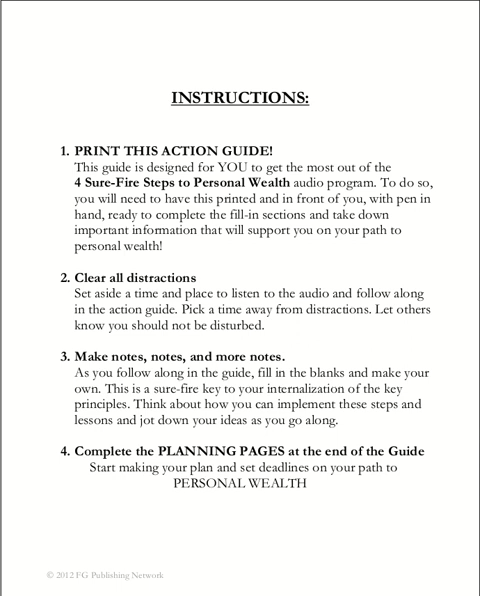 INSTRUCTIONS:
1. PRINT THIS ACTION GUIDE!
This guide is designed for YOU to get the most out of the
4 Sure-Fire Steps to Personal Wealth audio program. To do so,
you will need to have this printed and in front of you, with pen in
hand, ready to complete the fill-in sections and take down
important information that will support you on your path to
personal wealth!
2. Clear all distractions
Set aside a time and place to listen to the audio and follow along
in the action guide. Pick a time away from distractions. Let others
know you should not be disturbed.
3. Make notes, notes, and more notes.
As you follow along in the guide, fill in the blanks and make your
own. This is a sure-fire key to your internalization of the key
principles. Think about how you can implement these steps and
lessons and jot down your ideas as you go along.
4. Complete the PLANNING PAGES at the end of the Guide
Start making your plan and set deadlines on your path to
PERSONAL WEALTH
© 2012 FG Publishing Network